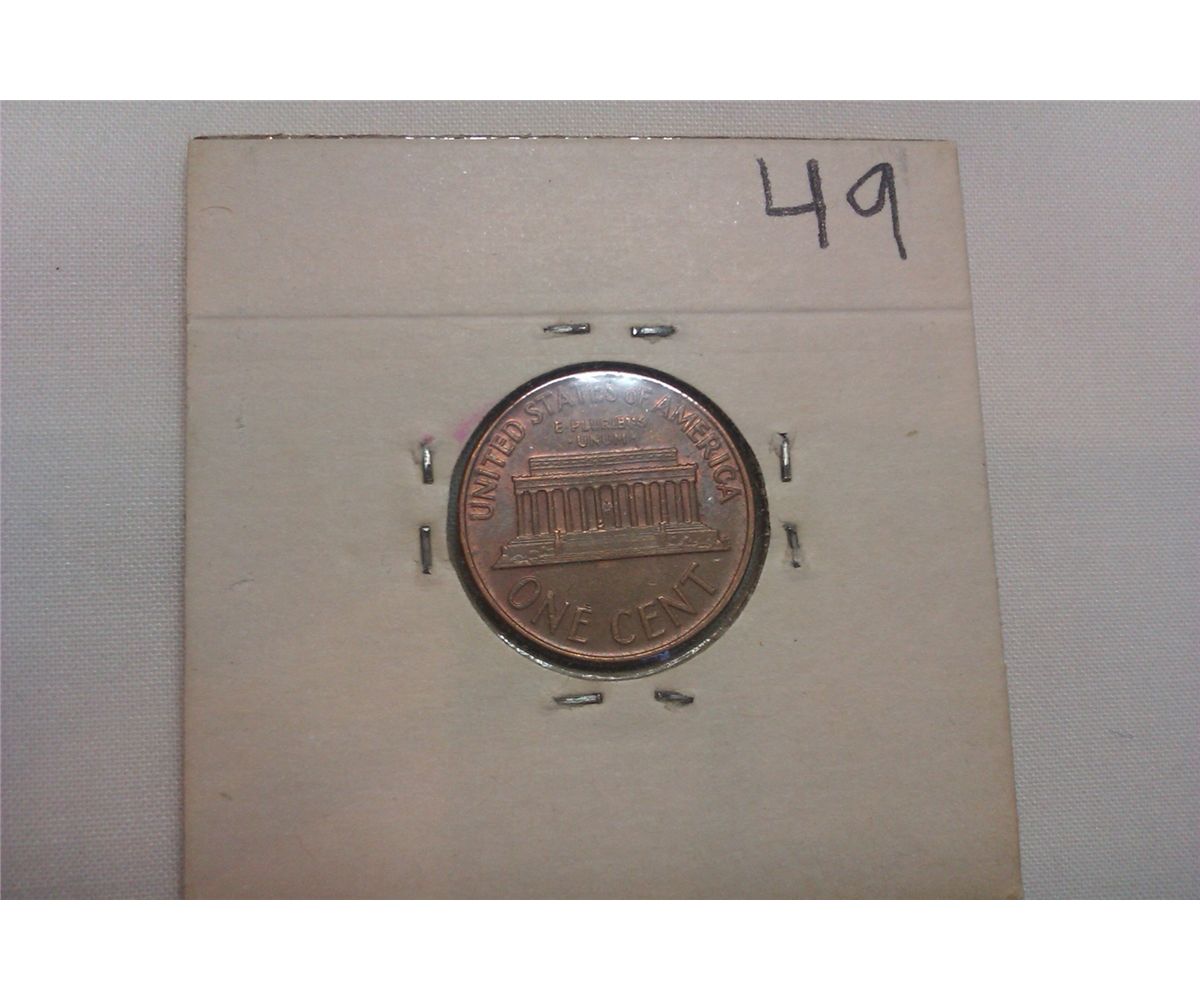 49
UNITED STATES OF AMERICA
E PLURIBUS
·UNUM·
ONE CENT